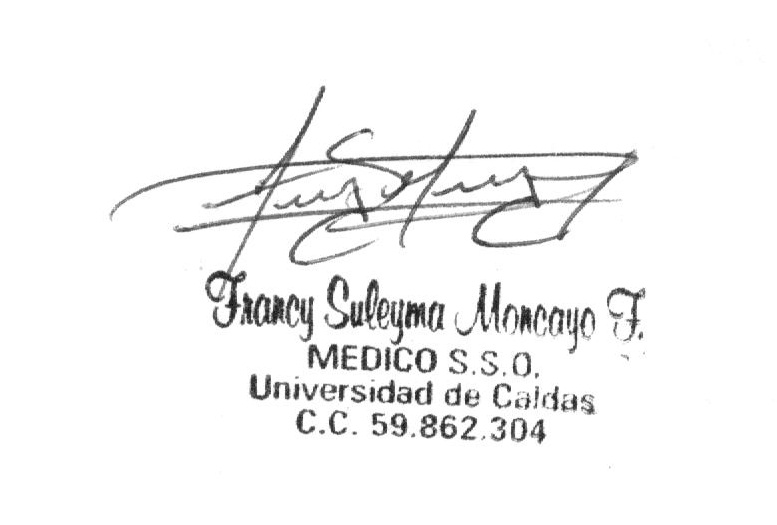 Francy Suleyma Moncayo F.
MEDICO S.S.O.
Universidad de Caldas
C.C. 59.862.304